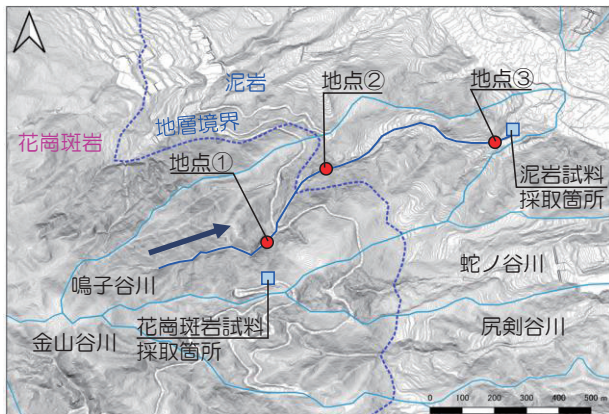 泥岩
地点②
地点③
花崗斑岩
地層境界
地点①
泥岩試料
採取箇所
鳴子谷川
蛇ノ谷川
花崗斑岩試料
採取箇所
金山谷川
尻剣谷川
0 100 200 300 400 500 m